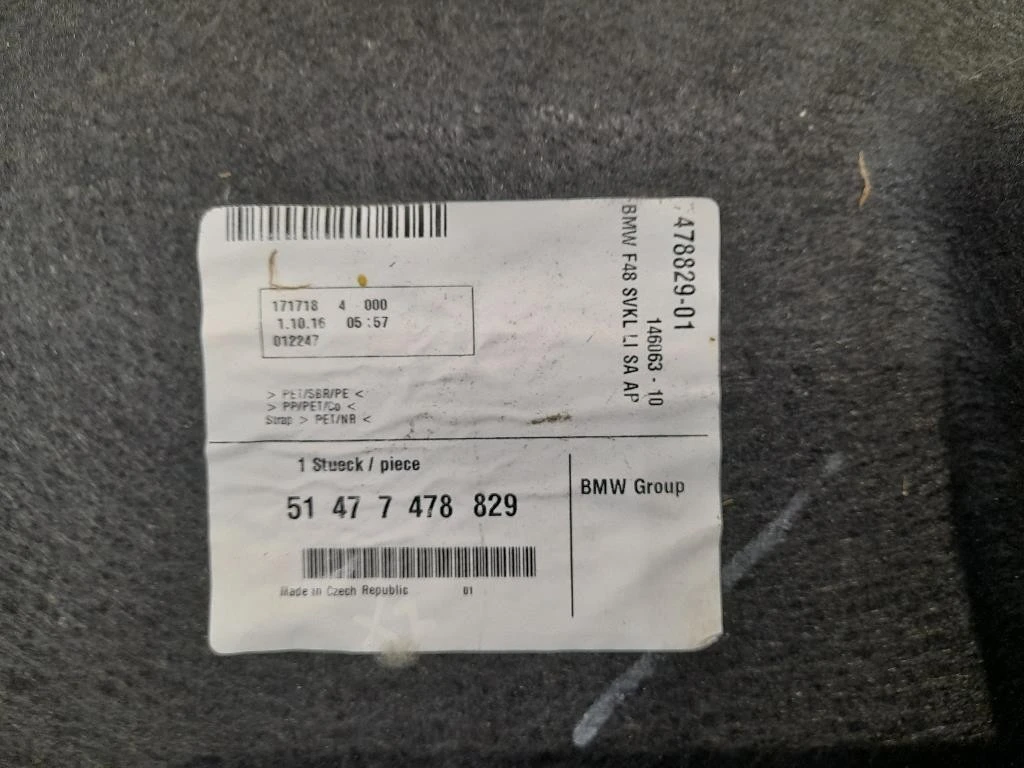 171718 4 000
1.10.16 05:57
012247
> PET/SBR/PE <
> PP/PET/Co <
Strap > PET/NR <
478829-01
146063 - 10
BMW F48 SVKL LI SA AP
1 Stueck / piece
51 47 7 478 829
Made in Czech Republic 01
BMW Group